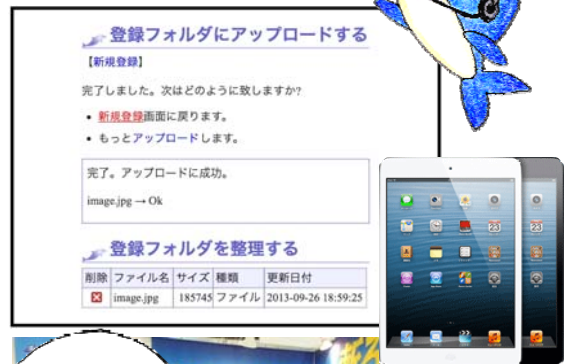 登録フォルダにアップロードする
【新規登録】
完了しました。次はどのように致しますか?
• 新規登録画面に戻ります。
• もっとアップロードします。
完了。アップロードに成功。
image.jpg → Ok
登録フォルダを整理する
削除 ファイル名 サイズ 種類 更新日付
image.jpg 185745 ファイル 2013-09-26 18:59:25
23 23